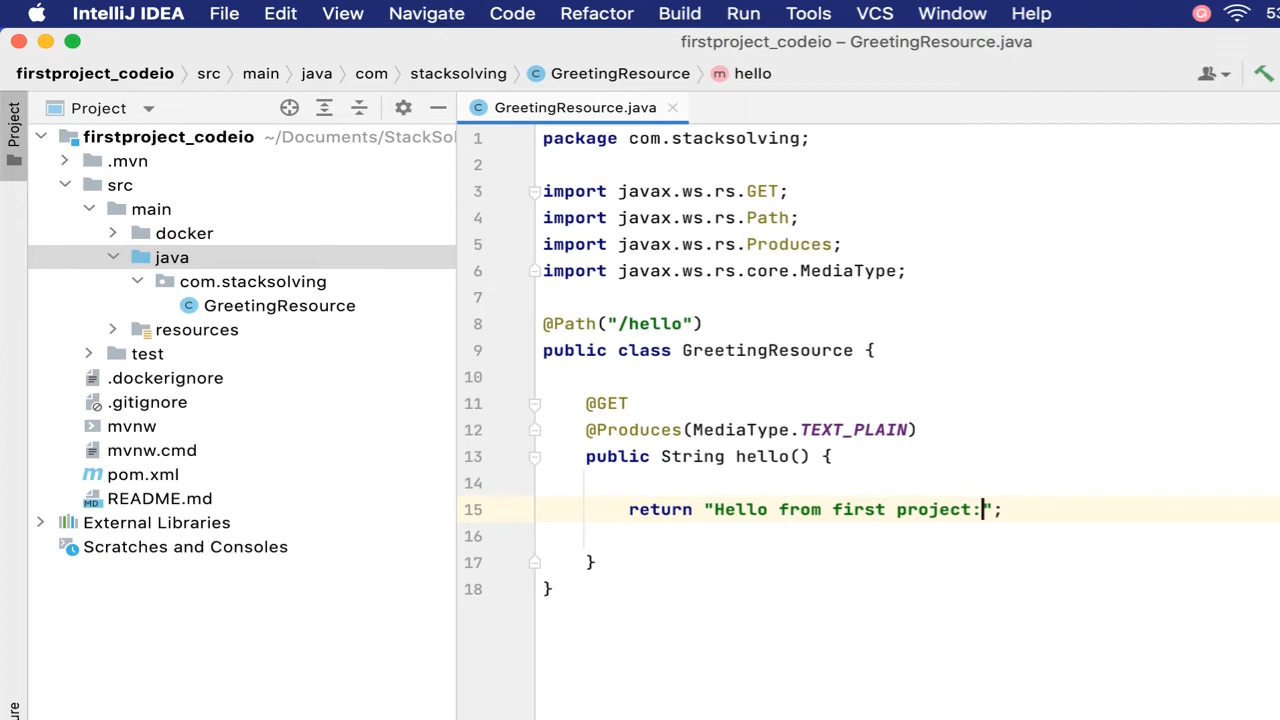 IntelliJ IDEA File Edit View Navigate Code Refactor Build Run Tools VCS Window Help 53
firstproject_codeio – GreetingResource.java
firstproject_codeio src main java com stacksolving C GreetingResource m hello
Project
Project
GreetingResource.java
firstproject_codeio ~/Documents/StackSol
.mvn
src
main
docker
java
com.stacksolving
C GreetingResource
resources
test
.dockerignore
.gitignore
mvnw
mvnw.cmd
m pom.xml
MD README.md
External Libraries
Scratches and Consoles
1 package com.stacksolving;
2
3 import javax.ws.rs.GET;
4 import javax.ws.rs.Path;
5 import javax.ws.rs.Produces;
6 import javax.ws.rs.core.MediaType;
7
8 @Path("/hello")
9 public class GreetingResource {
10
11 @GET
12 @Produces(MediaType.TEXT_PLAIN)
13 public String hello() {
14
15 return "Hello from first project:";
16
17 }
18 }